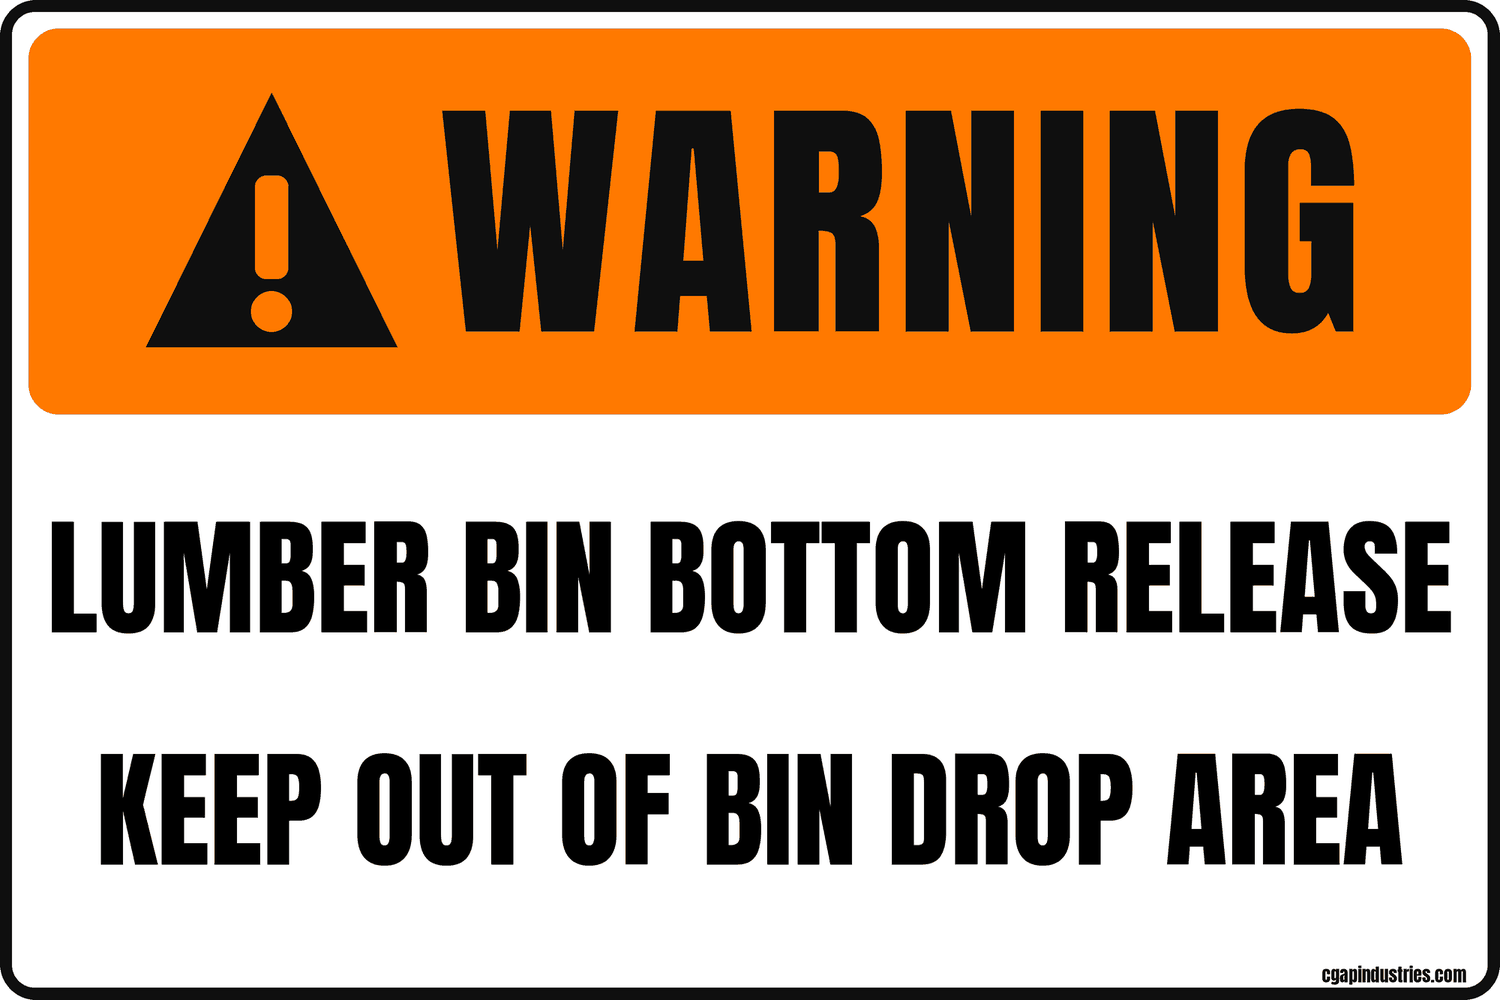 WARNING
LUMBER BIN BOTTOM RELEASE
KEEP OUT OF BIN DROP AREA
cgapindustries.com